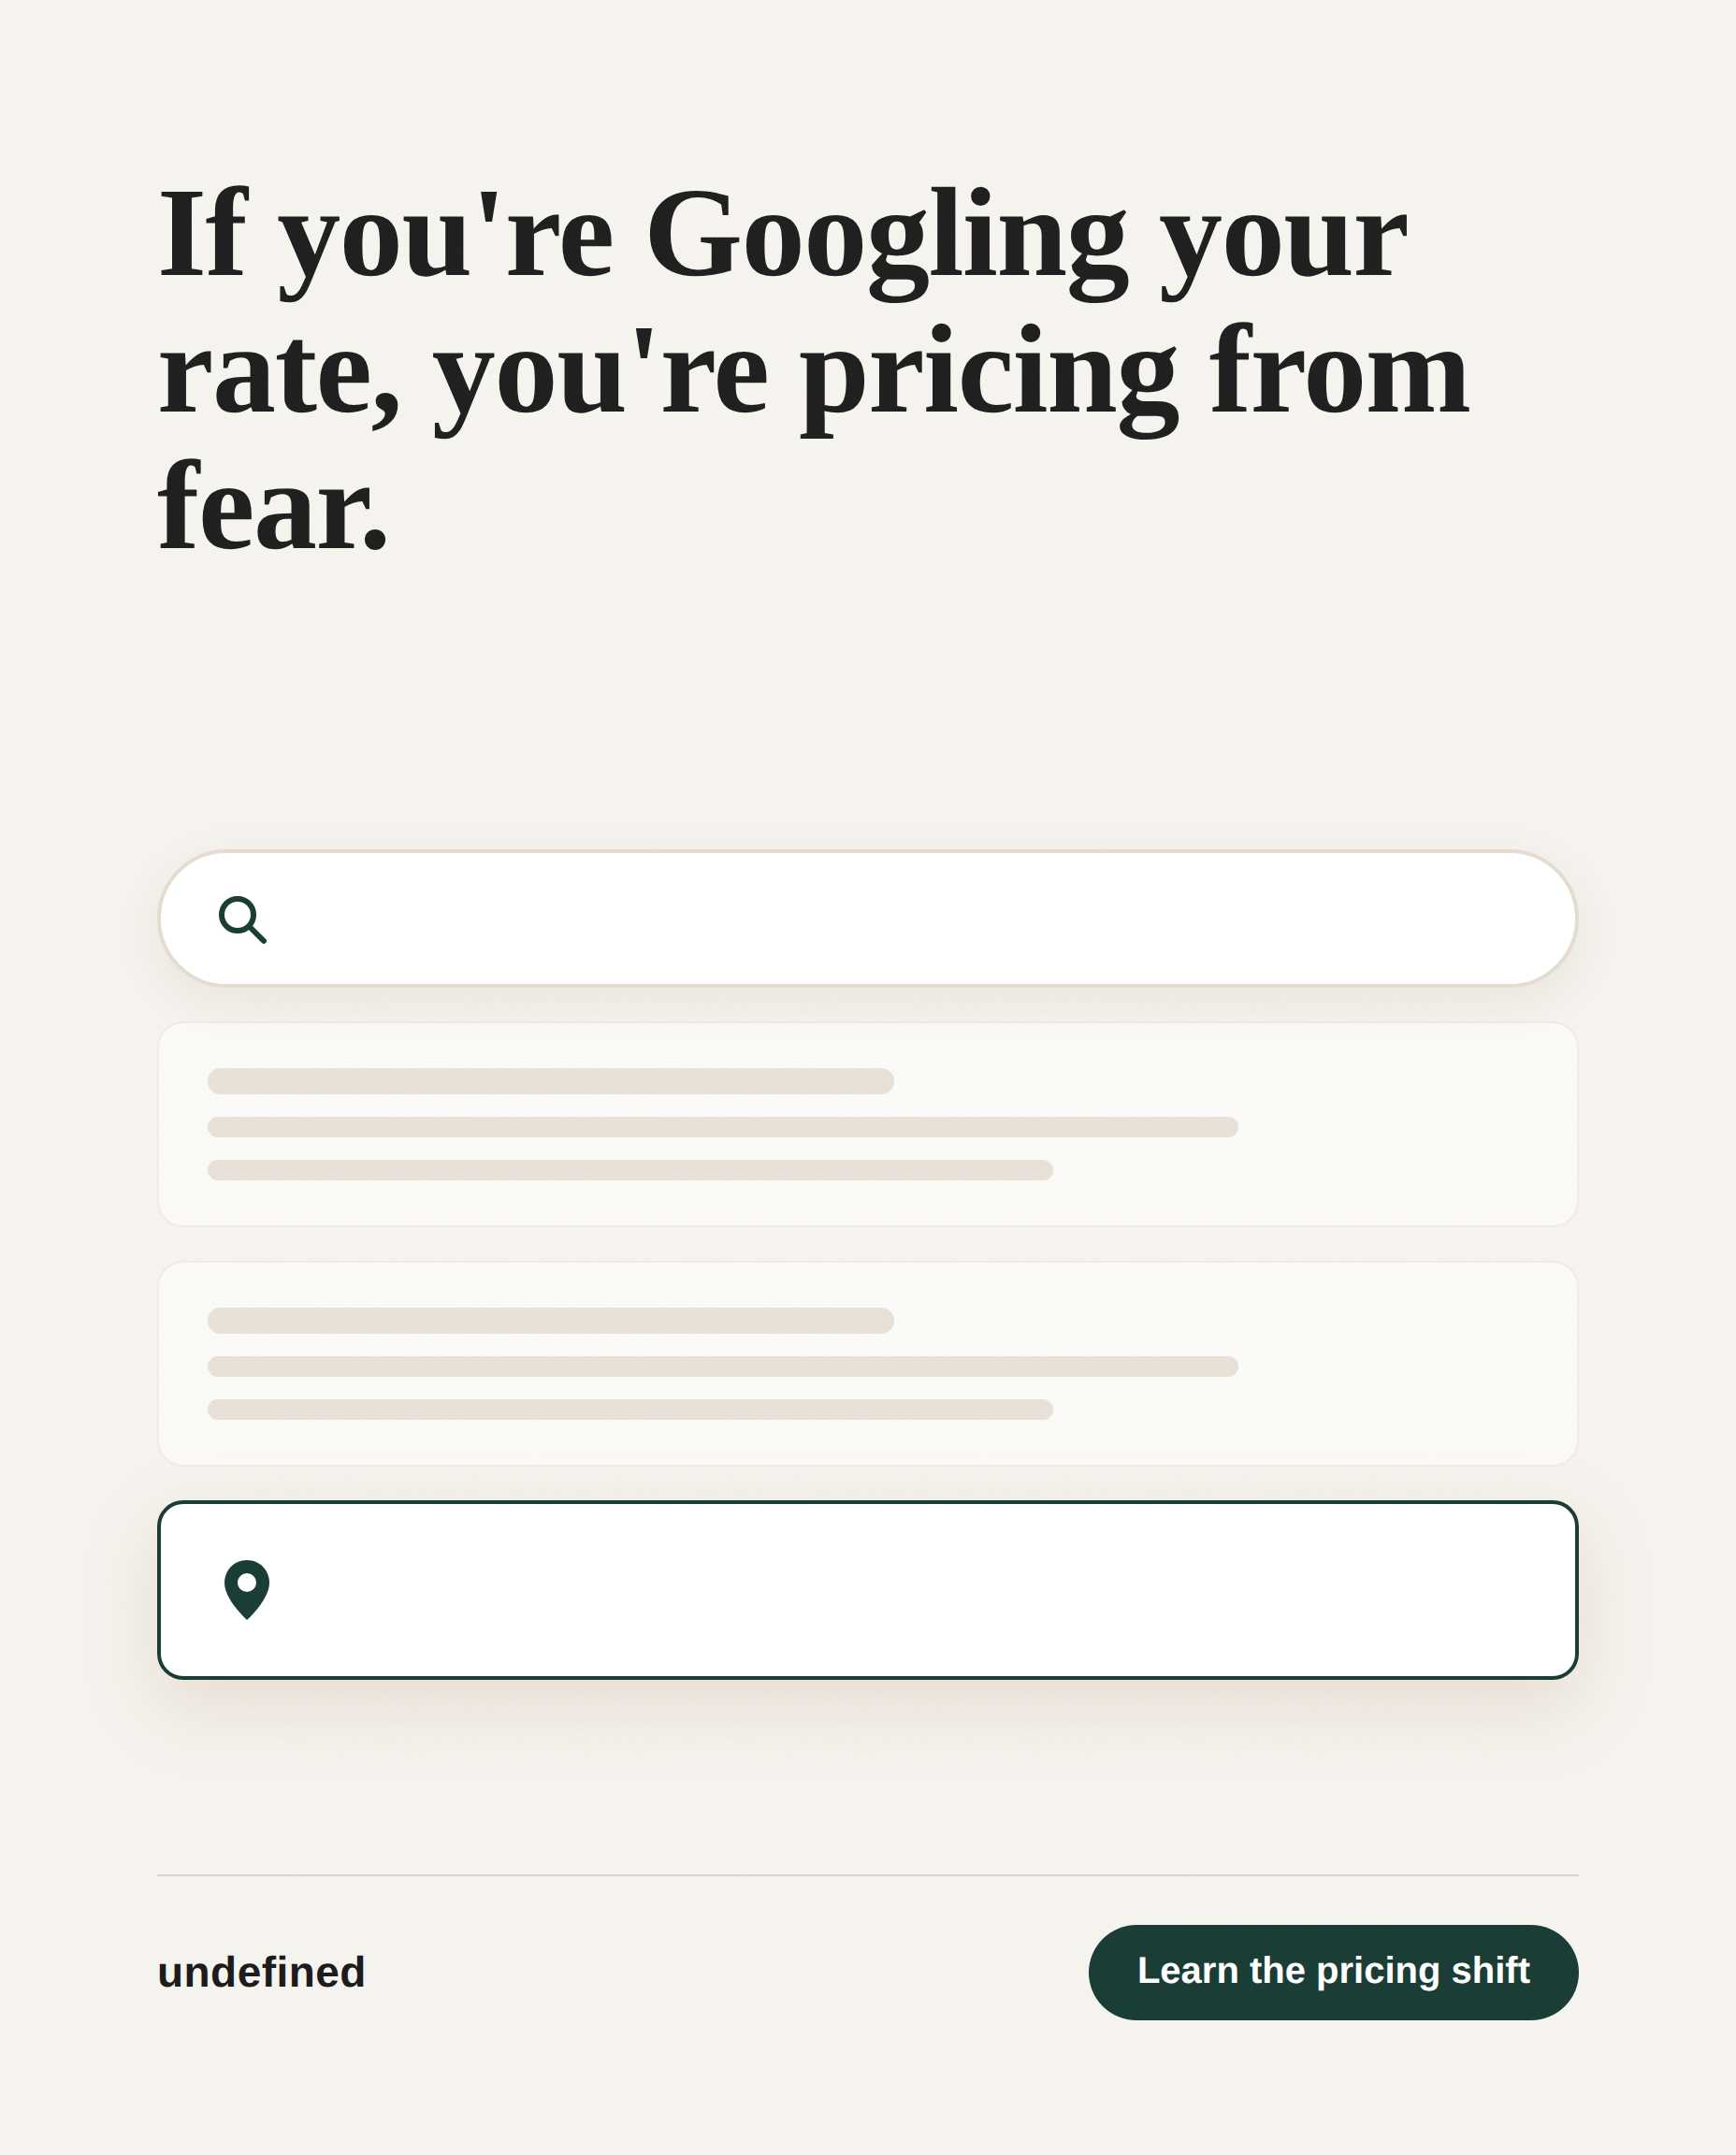 If you're Googling your
rate, you're pricing from
fear.
undefined
Learn the pricing shift